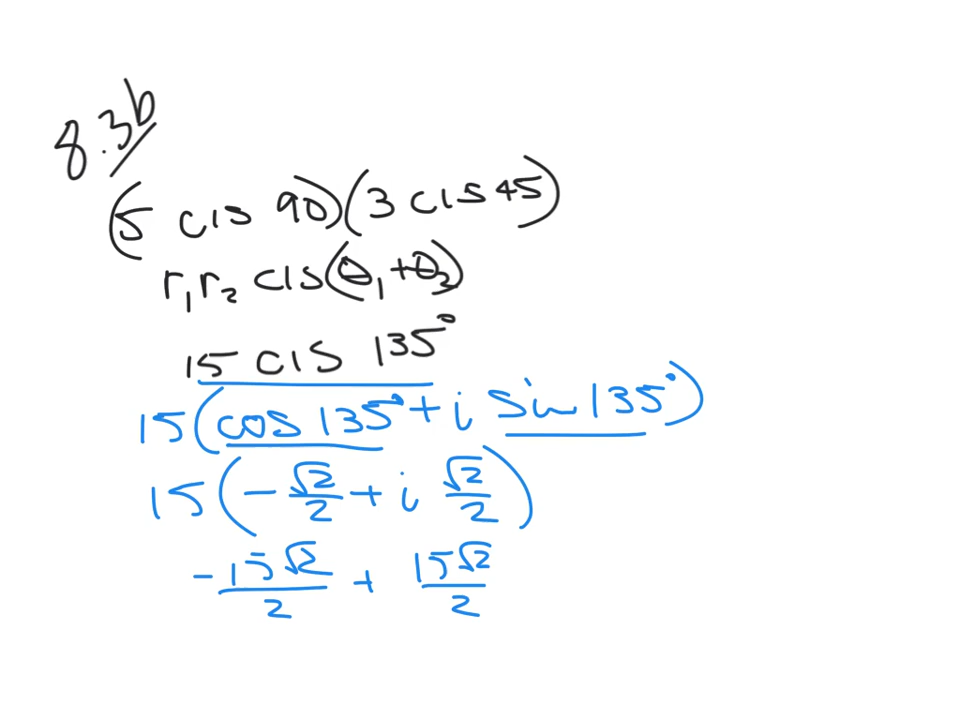 8.3b
(5 cis 90)(3 cis 45)
r₁r₂ cis(θ₁+θ₂)
15 cis 135°
15(cos 135°+i sin 135°)
15(-√2/2+i √2/2)
-15√2/2 + 15√2/2